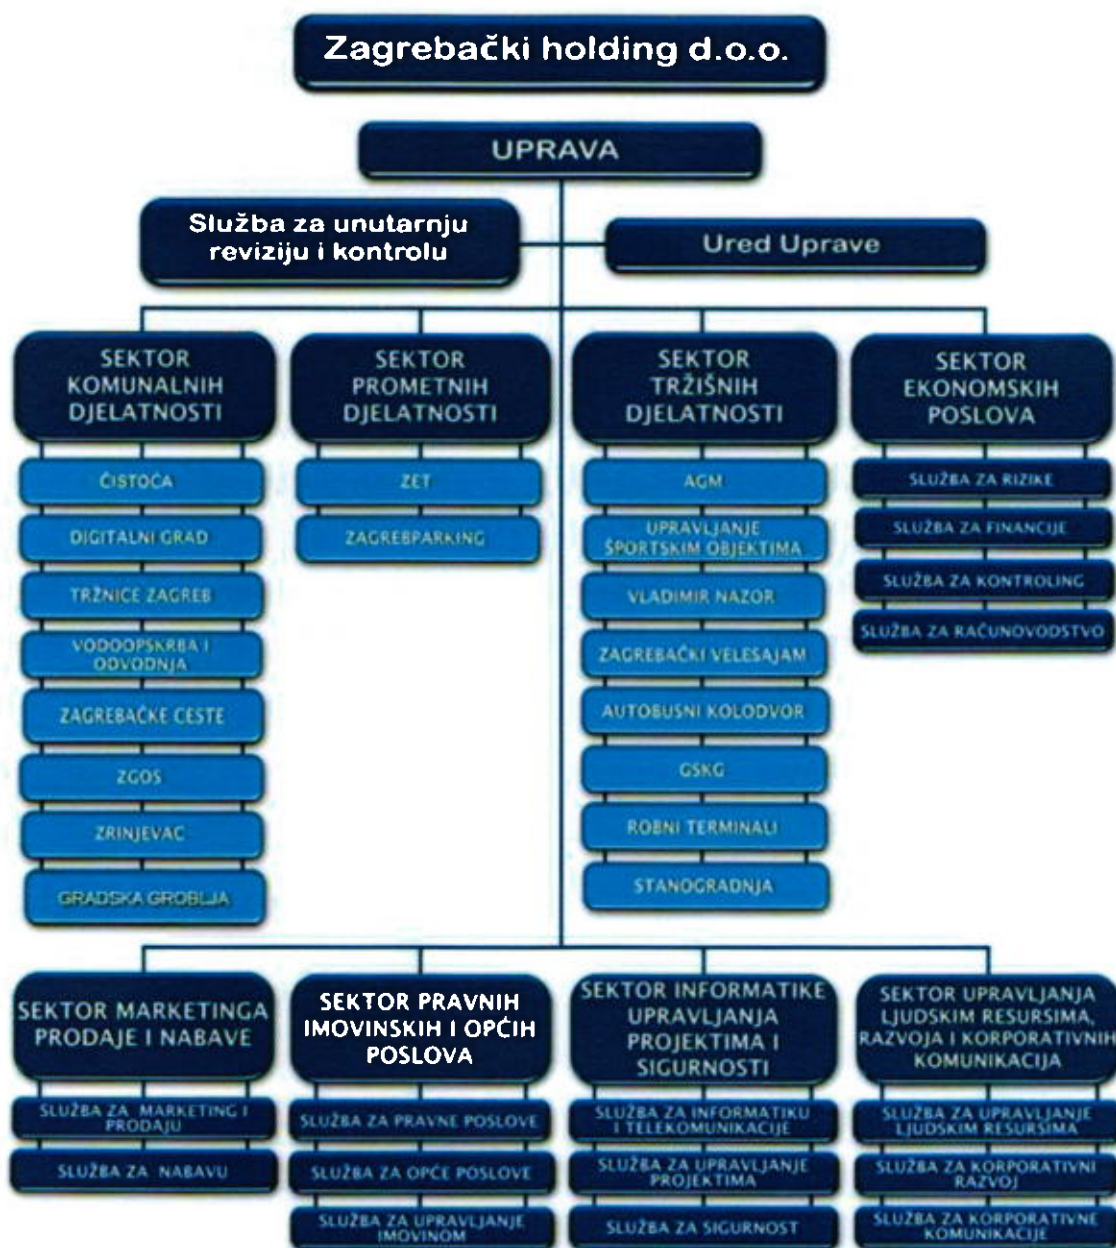 Zagrebački holding d.o.o.
UPRAVA
Služba za unutarnju
reviziju i kontrolu
Ured Uprave
SEKTOR
KOMUNALNIH
DJELATNOSTI
ČISTOĆA
DIGITALNI GRAD
TRŽNICE ZAGREB
VODOOPSKRBA I
ODVODNJA
ZAGREBAČKE CESTE
ZGOS
ZRINJEVAC
GRADSKA GROBLJA
SEKTOR
PROMETNIH
DJELATNOSTI
ZET
ZAGREBPARKING
SEKTOR
TRŽIŠNIH
DJELATNOSTI
AGM
UPRAVLJANJE
ŠPORTSKIM OBJEKTIMA
VLADIMIR NAZOR
ZAGREBAČKI VELESAJAM
AUTOBUSNI KOLODVOR
GSKG
ROBNI TERMINALI
STANOGRADNJA
SEKTOR
EKONOMSKIH
POSLOVA
SLUŽBA ZA RIZIKE
SLUŽBA ZA FINANCIJE
SLUŽBA ZA KONTROLING
SLUŽBA ZA RAČUNOVODSTVO
SEKTOR MARKETINGA
PRODAJE I NABAVE
SLUŽBA ZA MARKETING I
PRODAJU
SLUŽBA ZA NABAVU
SEKTOR PRAVNIH
IMOVINSKIH I OPĆIH
POSLOVA
SLUŽBA ZA PRAVNE POSLOVE
SLUŽBA ZA OPĆE POSLOVE
SLUŽBA ZA UPRAVLJANJE
IMOVINOM
SEKTOR INFORMATIKE
UPRAVLJANJA
PROJEKTIMA I
SIGURNOSTI
SLUŽBA ZA INFORMATIKU
I TELEKOMUNIKACIJE
SLUŽBA ZA UPRAVLJANJE
PROJEKTIMA
SLUŽBA ZA SIGURNOST
SEKTOR UPRAVLJANJA
LJUDSKIM RESURSIMA,
RAZVOJA I KORPORATIVNIH
KOMUNIKACIJA
SLUŽBA ZA UPRAVLJANJE
LJUDSKIM RESURSIMA
SLUŽBA ZA KORPORATIVNI
RAZVOJ
SLUŽBA ZA KORPORATIVNE
KOMUNIKACIJE